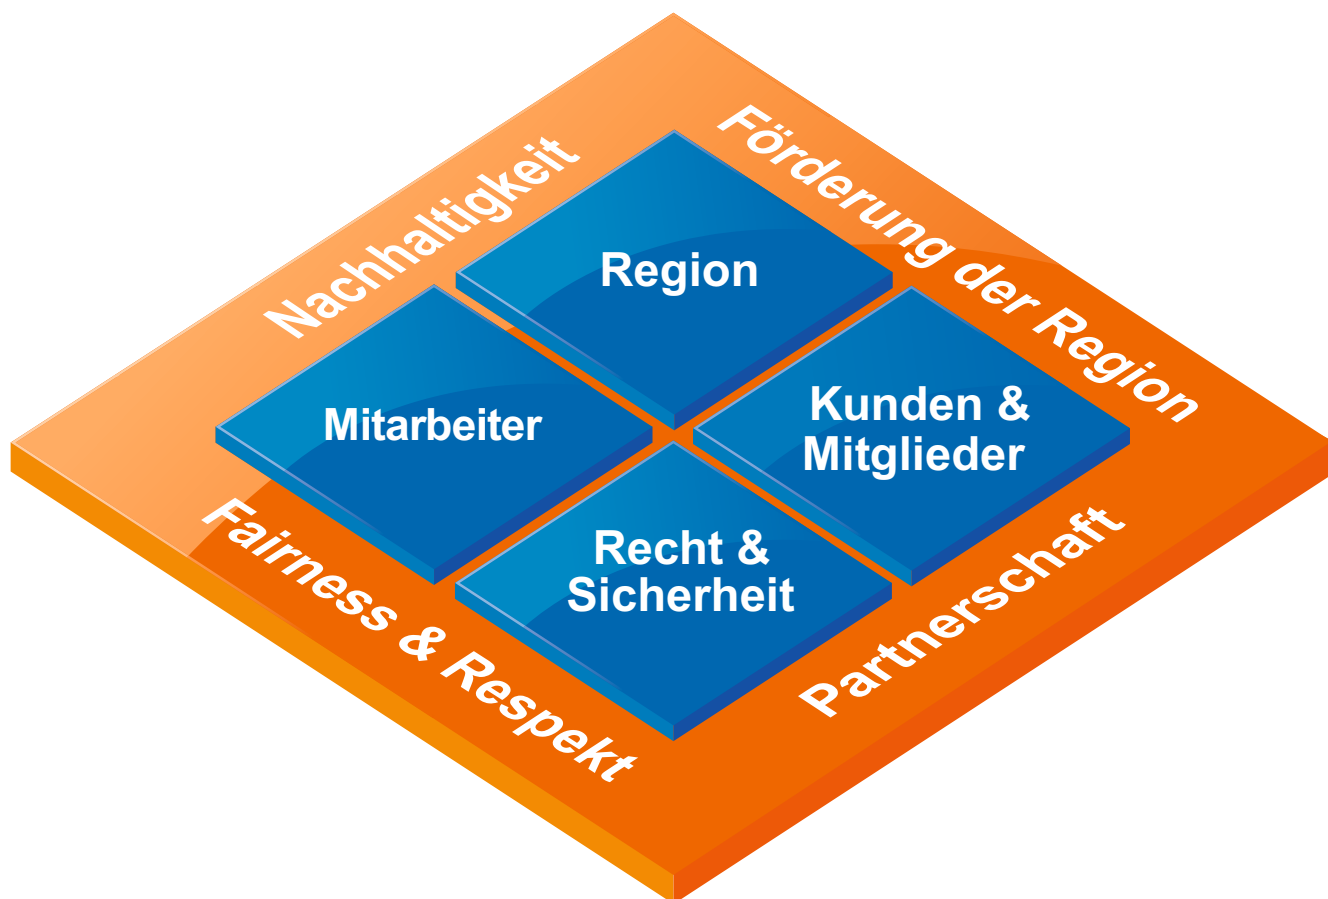 Nachhaltigkeit
Förderung der Region
Region
Mitarbeiter
Kunden &
Mitglieder
Recht &
Sicherheit
Fairness & Respekt
Partnerschaft